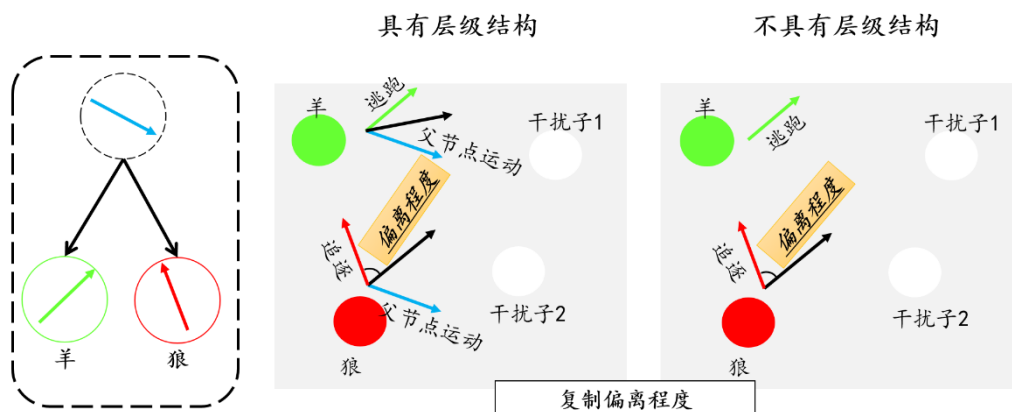 具有层级结构
不具有层级结构
羊
狼
羊
逃跑
父节点运动
干扰子1
偏离程度
追逐
父节点运动
干扰子2
狼
羊
逃跑
干扰子1
偏离程度
追逐
干扰子2
狼
复制偏离程度